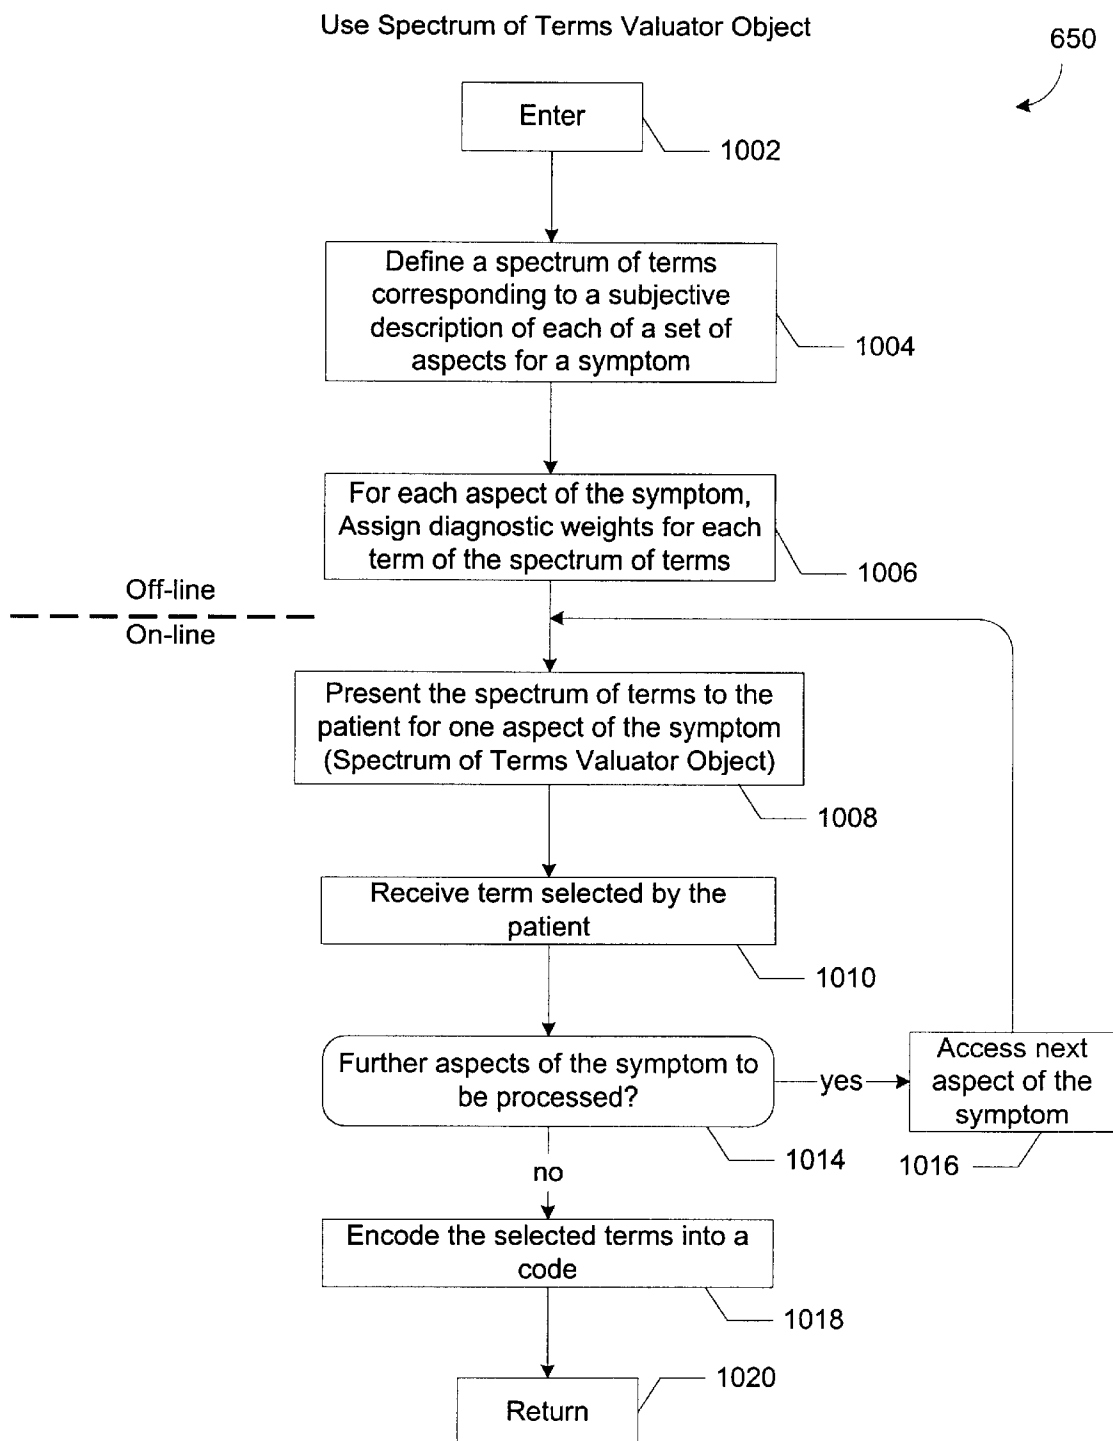 Use Spectrum of Terms Valuator Object
650
Enter
1002
Define a spectrum of terms
corresponding to a subjective
description of each of a set of
aspects for a symptom
1004
For each aspect of the symptom,
Assign diagnostic weights for each
term of the spectrum of terms
1006
Off-line
On-line
Present the spectrum of terms to the
patient for one aspect of the symptom
(Spectrum of Terms Valuator Object)
1008
Receive term selected by the
patient
1010
Further aspects of the symptom to
be processed?
yes
Access next
aspect of the
symptom
1014
1016
no
Encode the selected terms into a
code
1018
1020
Return